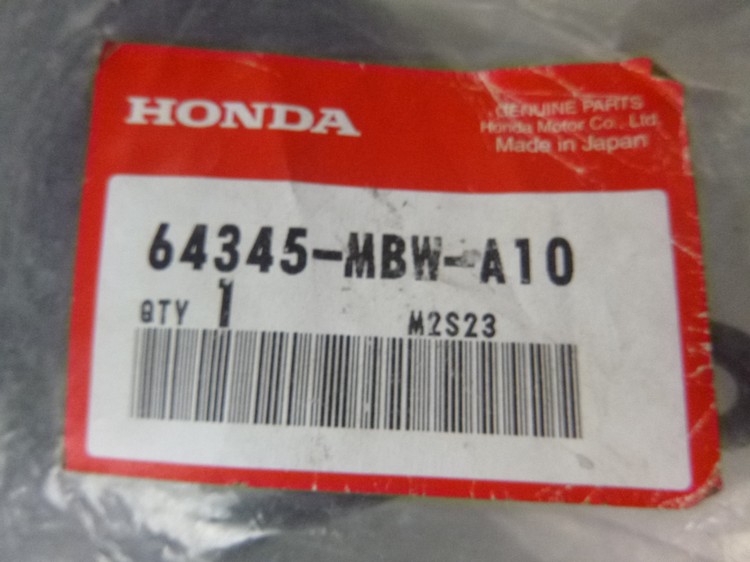 HONDA
GENUINE PARTS
Honda Motor Co., Ltd.
Made in Japan
64345-MBW-A10
QTY 1 M2S23